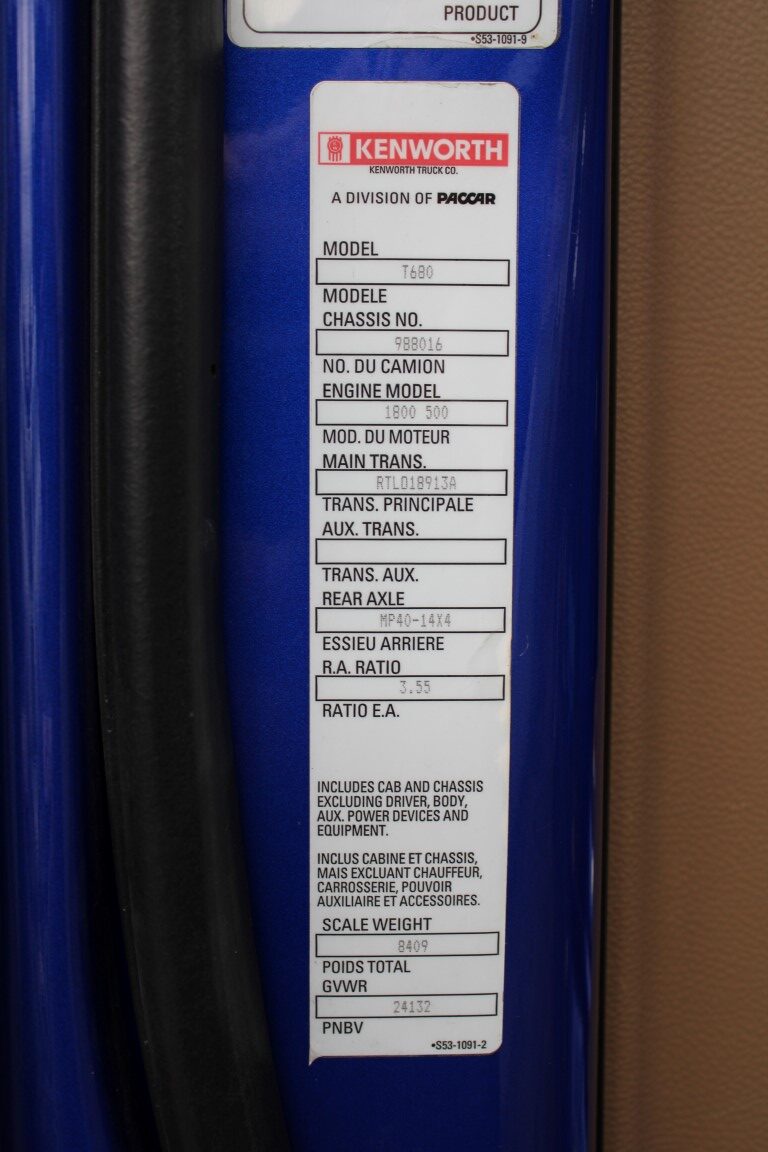 PRODUCT
•S53-1091-9
KENWORTH
KENWORTH TRUCK CO.
A DIVISION OF PACCAR
MODEL
T680
MODELE
CHASSIS NO.
988016
NO. DU CAMION
ENGINE MODEL
1800 500
MOD. DU MOTEUR
MAIN TRANS.
RTLO18913A
TRANS. PRINCIPALE
AUX. TRANS.
TRANS. AUX.
REAR AXLE
MP40-14X4
ESSIEU ARRIERE
R.A. RATIO
3.55
RATIO E.A.
INCLUDES CAB AND CHASSIS
EXCLUDING DRIVER, BODY,
AUX. POWER DEVICES AND
EQUIPMENT.
INCLUS CABINE ET CHASSIS,
MAIS EXCLUANT CHAUFFEUR,
CARROSSERIE, POUVOIR
AUXILIAIRE ET ACCESSOIRES.
SCALE WEIGHT
8409
POIDS TOTAL
GVWR
24132
PNBV
•S53-1091-2